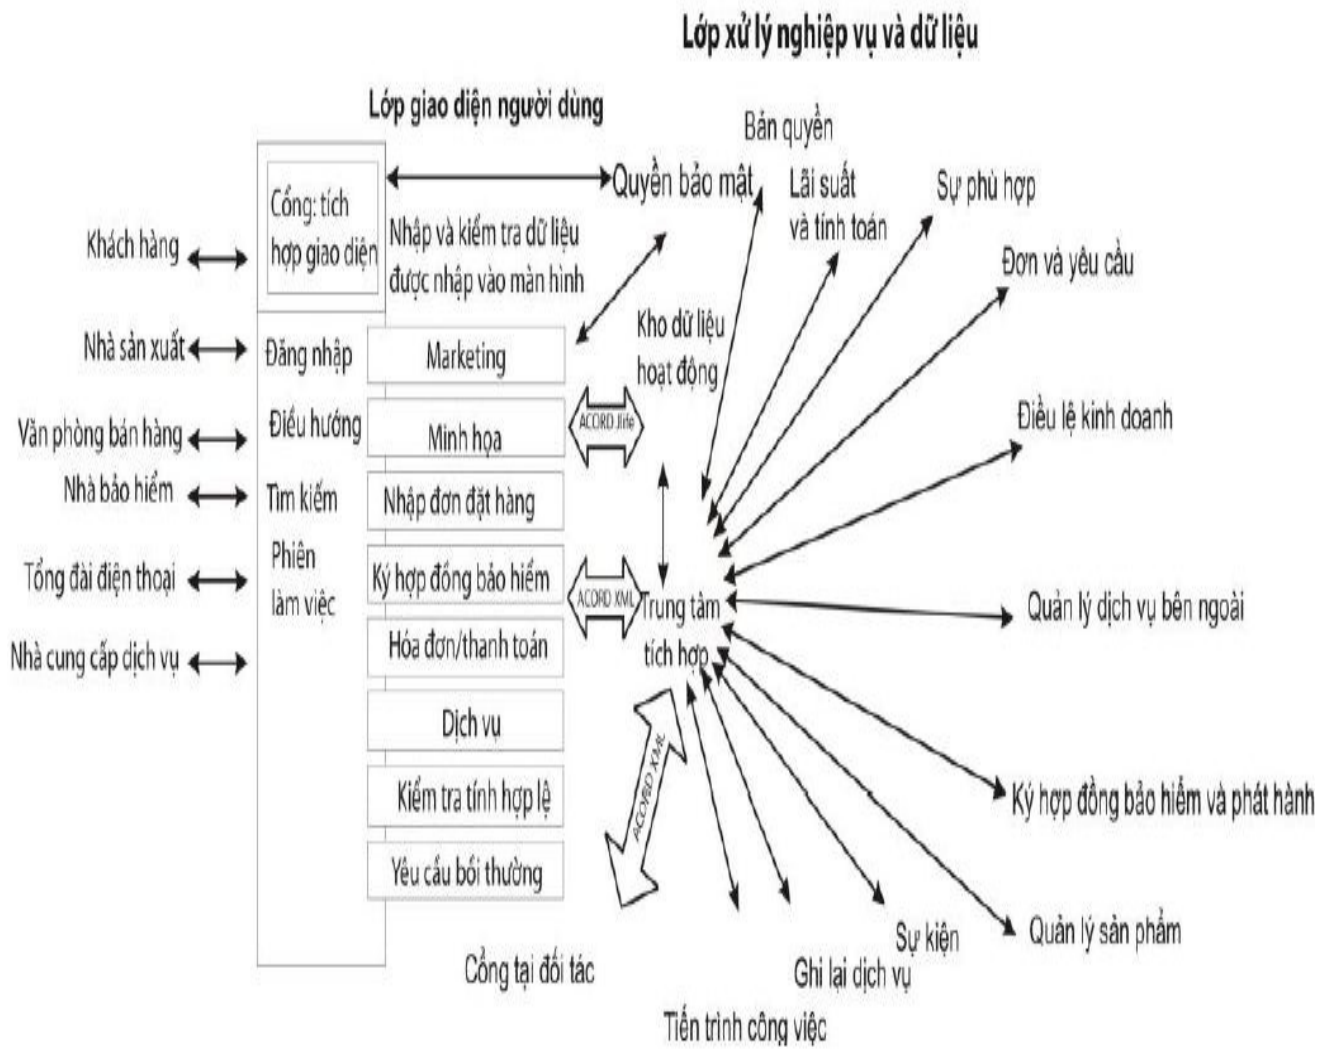 Lớp xử lý nghiệp vụ và dữ liệu
Lớp giao diện người dùng
Bản quyền
Quyền bảo mật
Lãi suất
và tính toán
Sự phù hợp
Cổng: tích
hợp giao diện
Nhập và kiểm tra dữ liệu
được nhập vào màn hình
Khách hàng
Đơn và yêu cầu
Kho dữ liệu
hoạt động
Nhà sản xuất
Đăng nhập
Marketing
Văn phòng bán hàng
Điều hướng
Minh họa
ACORD Jlife
Điều lệ kinh doanh
Nhà bảo hiểm
Tìm kiếm
Nhập đơn đặt hàng
Tổng đài điện thoại
Phiên
làm việc
Ký hợp đồng bảo hiểm
ACORD XML
Trung tâm
tích hợp
Quản lý dịch vụ bên ngoài
Nhà cung cấp dịch vụ
Hóa đơn/thanh toán
Dịch vụ
ACORD XML
Kiểm tra tính hợp lệ
Ký hợp đồng bảo hiểm và phát hành
Yêu cầu bồi thường
Quản lý sản phẩm
Sự kiện
Cổng tại đối tác
Ghi lại dịch vụ
Tiến trình công việc